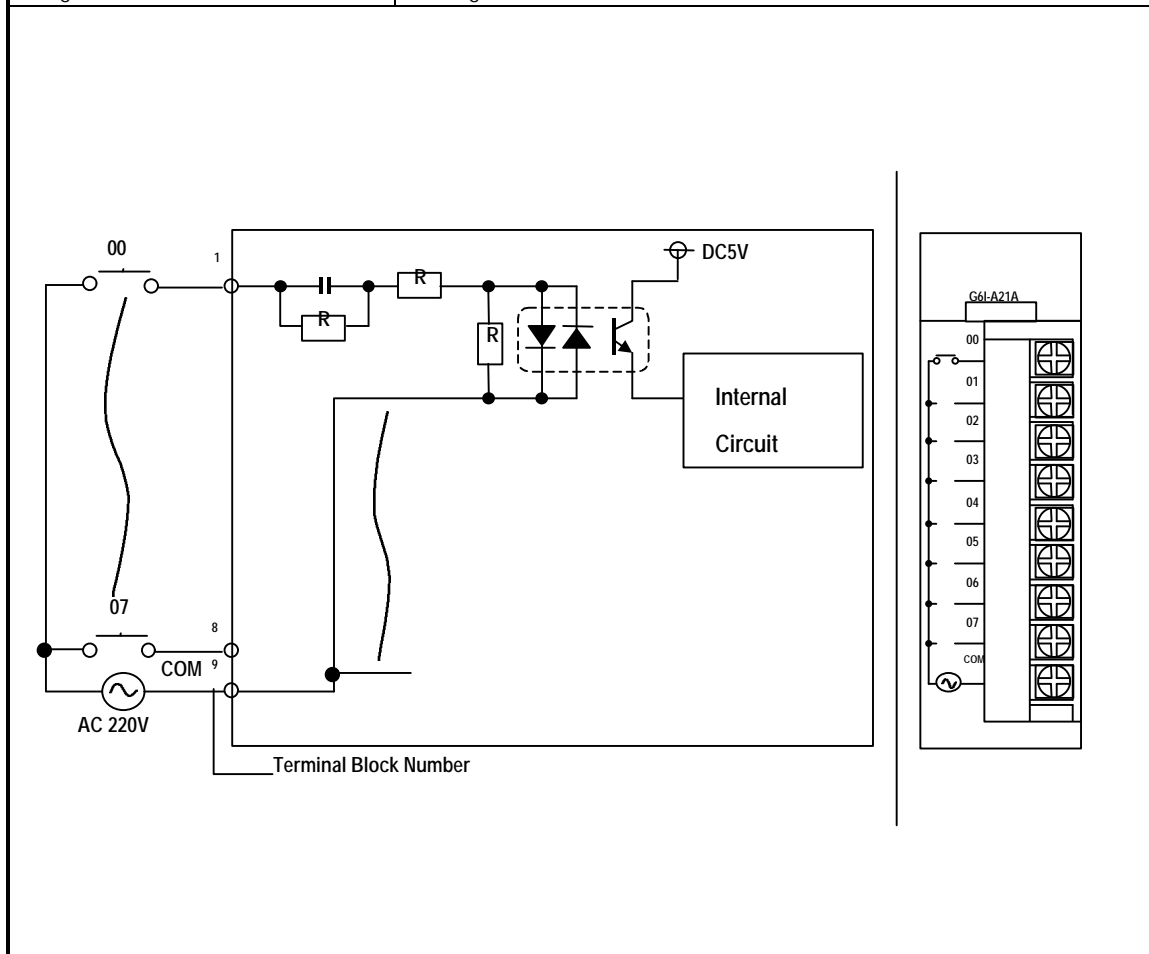 00
1
R
R
R
DC5V
Internal
Circuit
07
8
COM 9
AC 220V
Terminal Block Number
G6I-A21A
00
01
02
03
04
05
06
07
COM